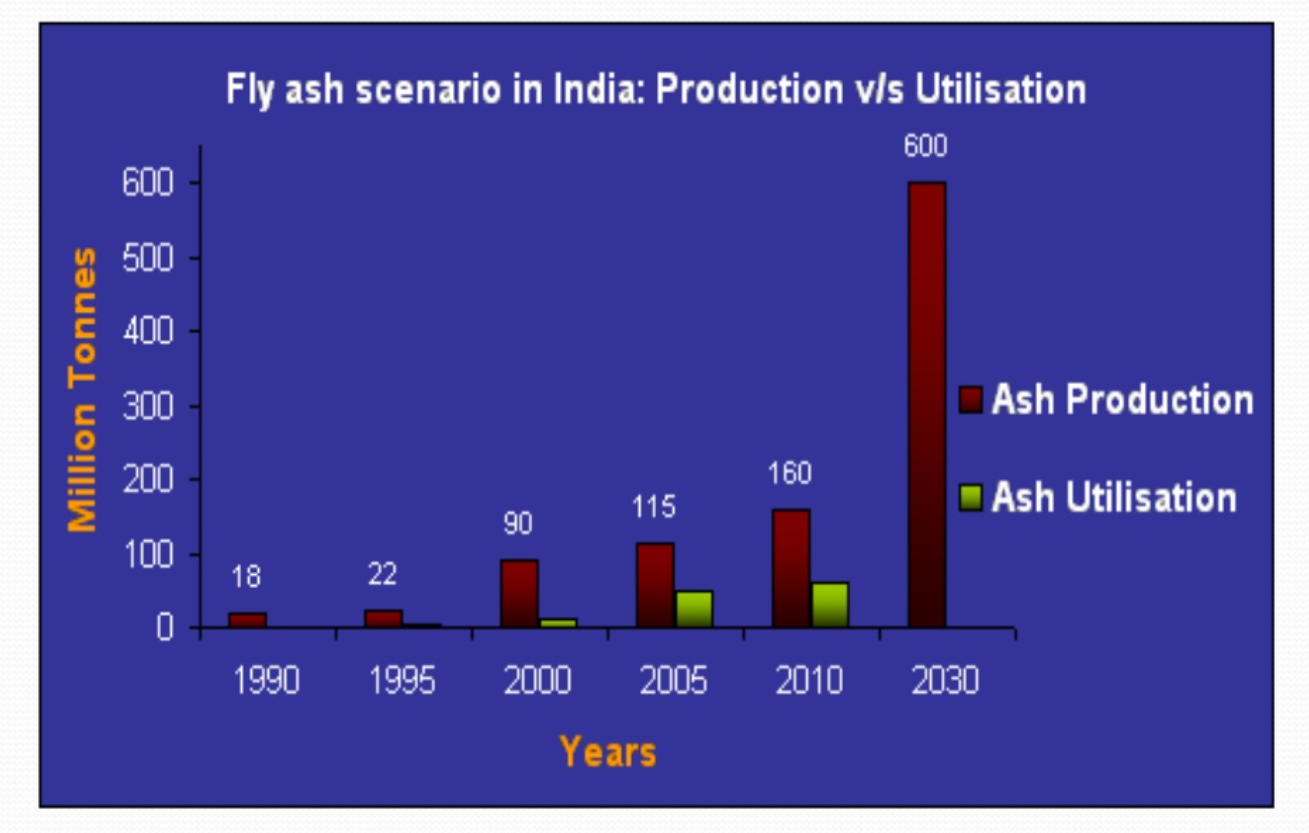 Fly ash scenario in India: Production v/s Utilisation
Million Tonnes
600
500
400
300
200
100
0
18
22
90
115
160
600
1990 1995 2000 2005 2010 2030
Years
Ash Production
Ash Utilisation